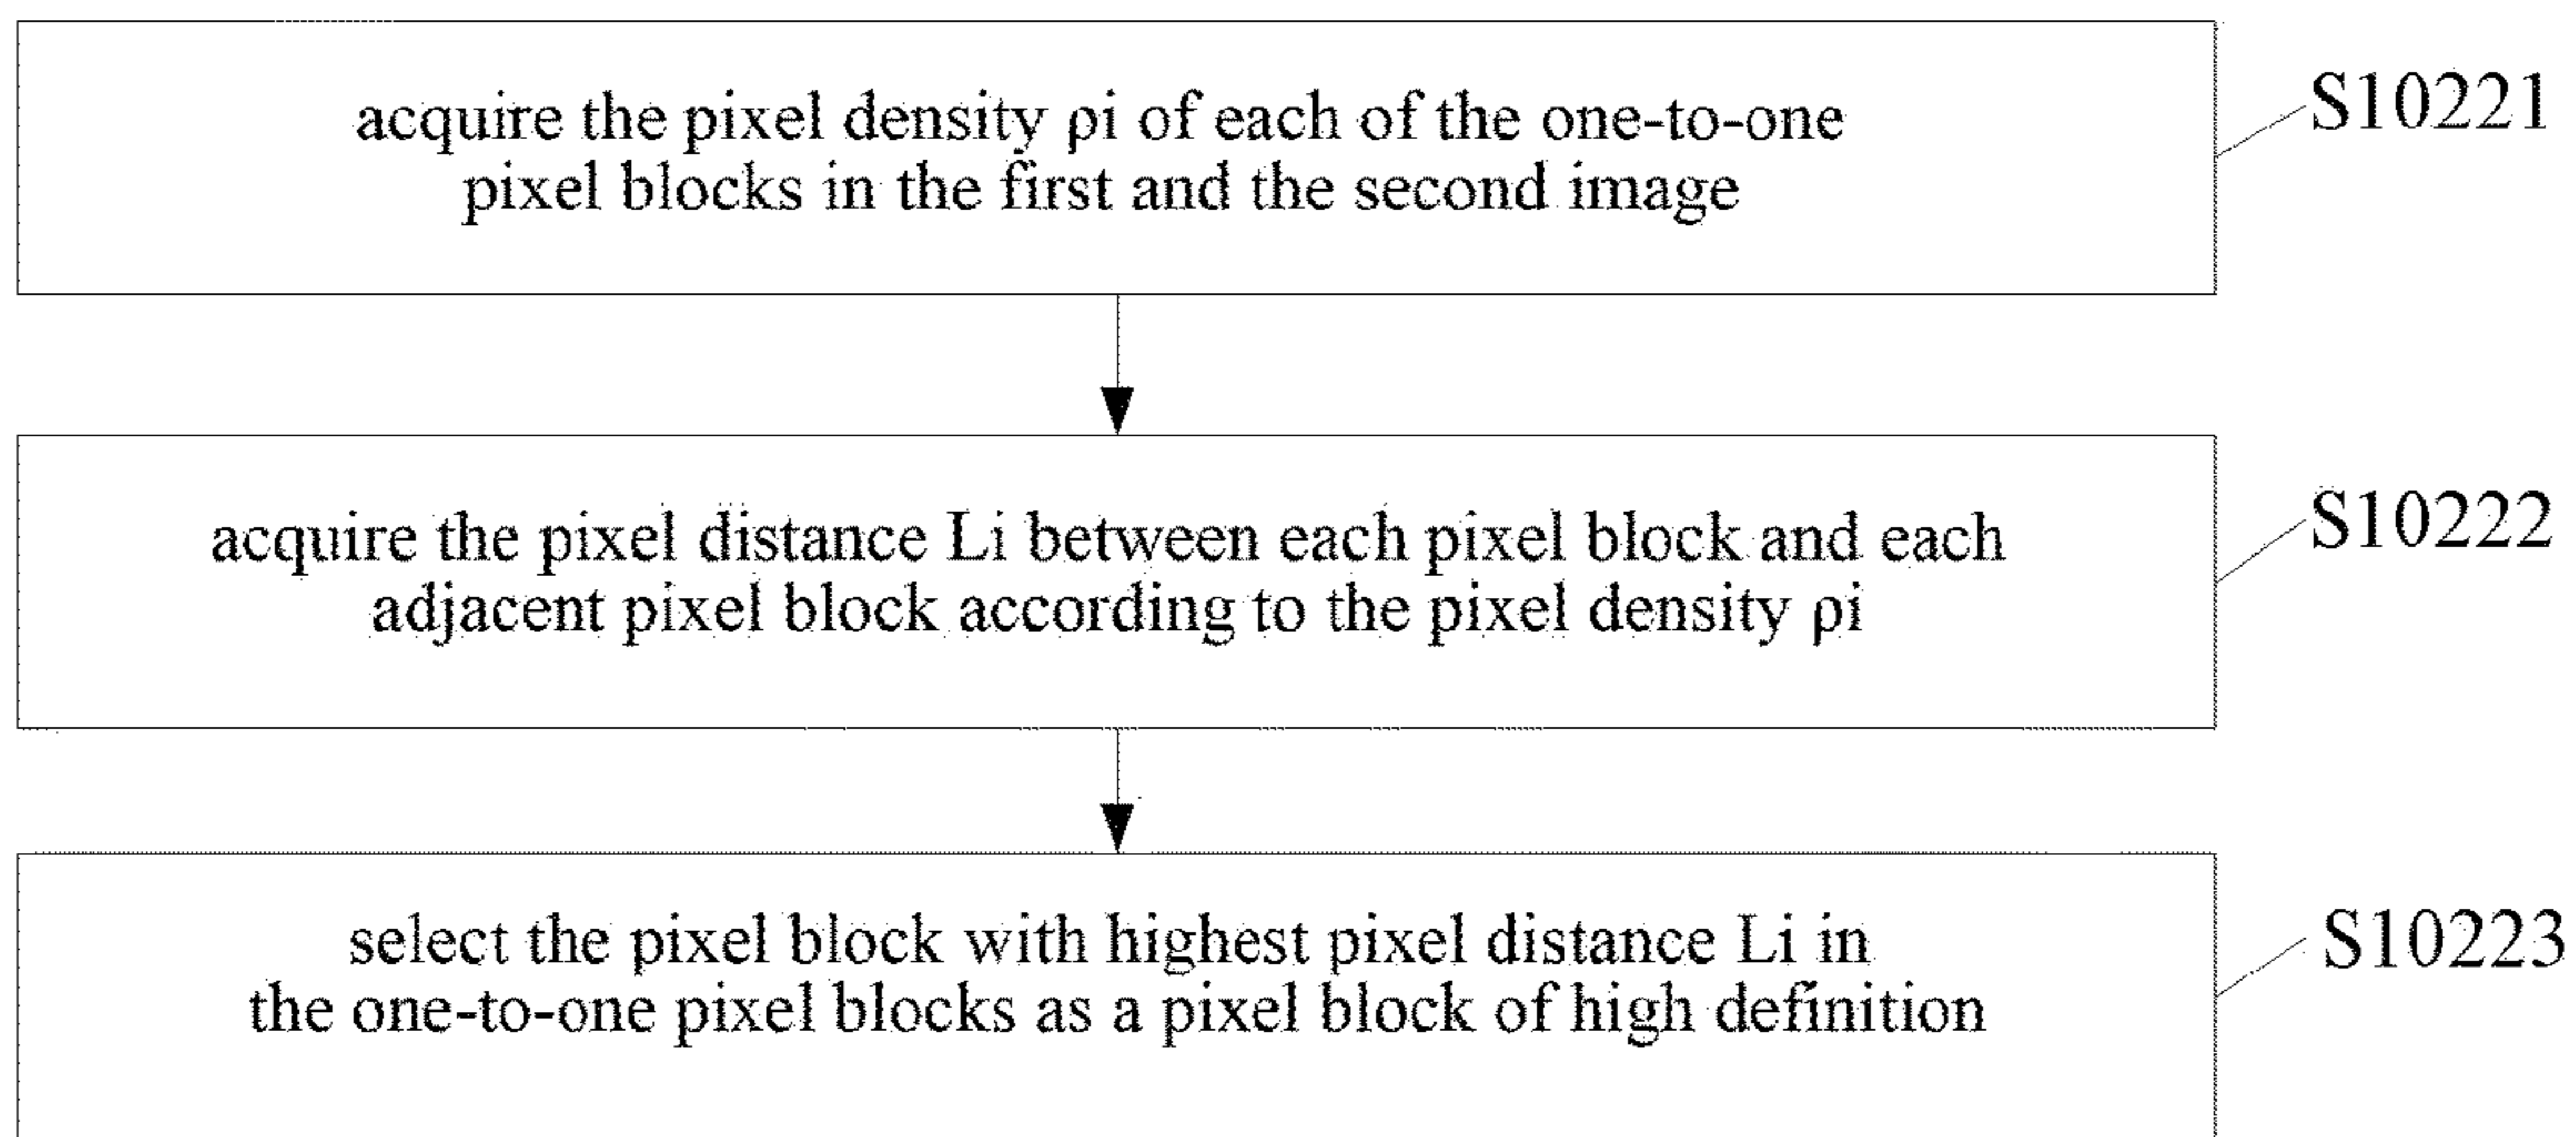 acquire the pixel density ρi of each of the one-to-one
pixel blocks in the first and the second image
S10221
acquire the pixel distance Li between each pixel block and each
adjacent pixel block according to the pixel density ρi
S10222
select the pixel block with highest pixel distance Li in
the one-to-one pixel blocks as a pixel block of high definition
S10223